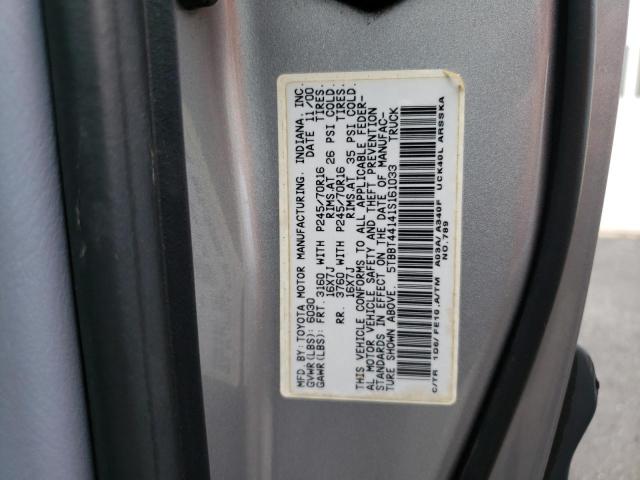 MFD. BY: TOYOTA MOTOR MANUFACTURING, INDIANA, INC.
GVWR(LBS): 6030 DATE 11/00
GAWR(LBS): FRT. 3160 WITH P245/70R16 TIRES,
16X7J RIMS,AT 26 PSI COLD.
RR. 3760 WITH P245/70R16 TIRES,
16X7J RIMS,AT 35 PSI COLD.
THIS VEHICLE CONFORMS TO ALL APPLICABLE FEDER-
AL MOTOR VEHICLE SAFETY AND THEFT PREVENTION
STANDARDS IN EFFECT ON THE DATE OF MANUFAC-
TURE SHOWN ABOVE. 5TBBT44141S161033 TRUCK
C/TR 1D6/FE16,A/TM A03A/A340F UCK40L ARSSKA
NO.789